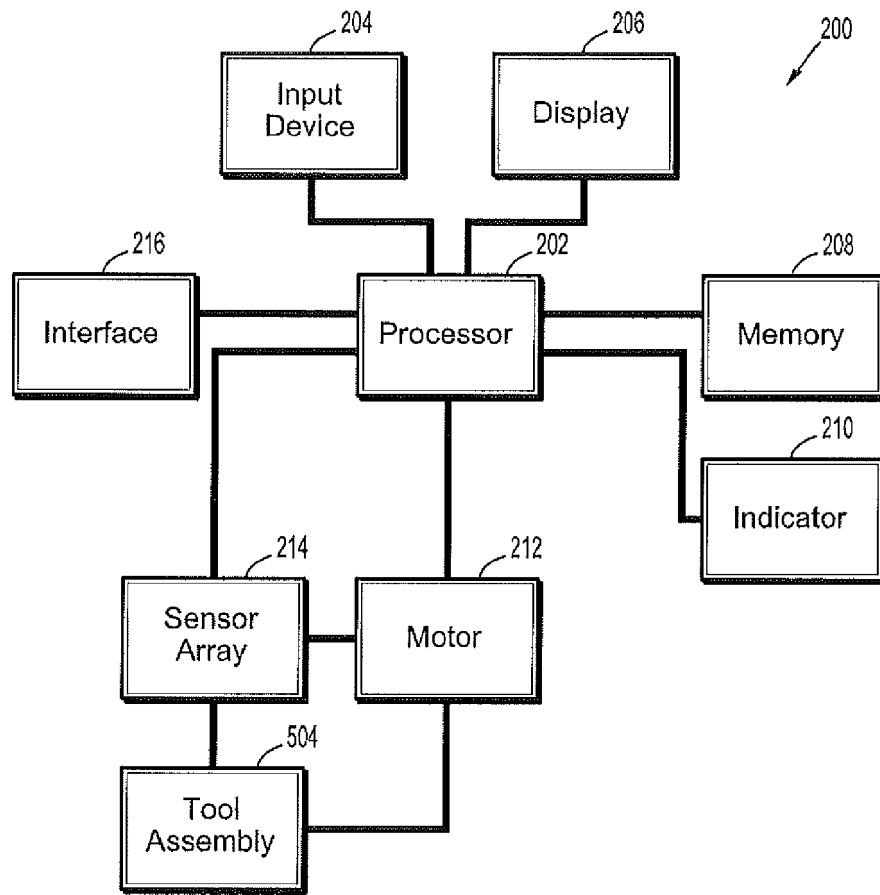 204
206
200
Input
Device
Display
216
202
208
Interface
Processor
Memory
210
Indicator
214
212
Sensor
Array
Motor
504
Tool
Assembly